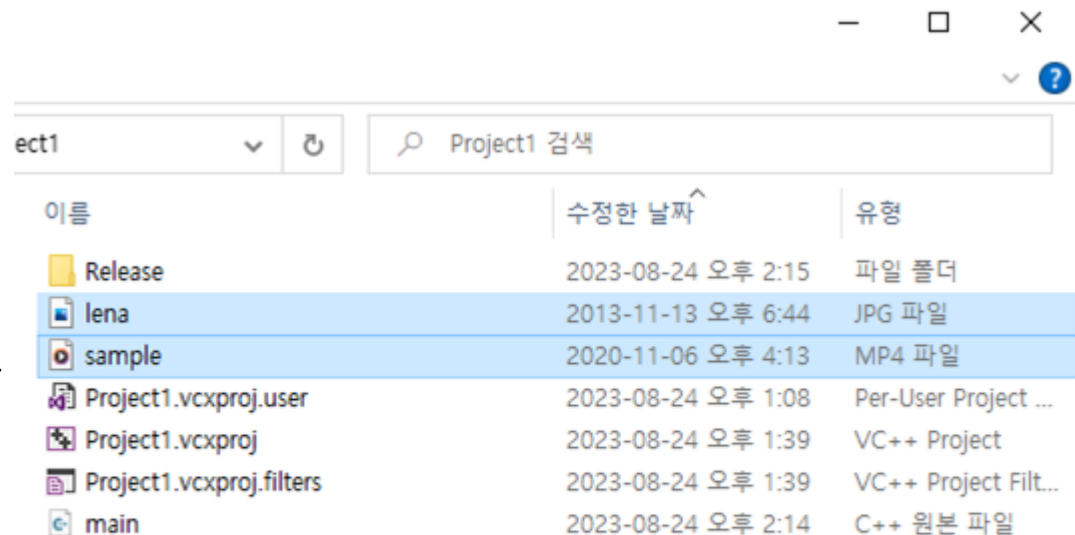 ect1 Project1 검색
이름 수정한 날짜 유형
Release 2023-08-24 오후 2:15 파일 폴더
lena 2013-11-13 오후 6:44 JPG 파일
sample 2020-11-06 오후 4:13 MP4 파일
Project1.vcxproj.user 2023-08-24 오후 1:08 Per-User Project ...
Project1.vcxproj 2023-08-24 오후 1:39 VC++ Project
Project1.vcxproj.filters 2023-08-24 오후 1:39 VC++ Project Filt...
main 2023-08-24 오후 2:14 C++ 원본 파일